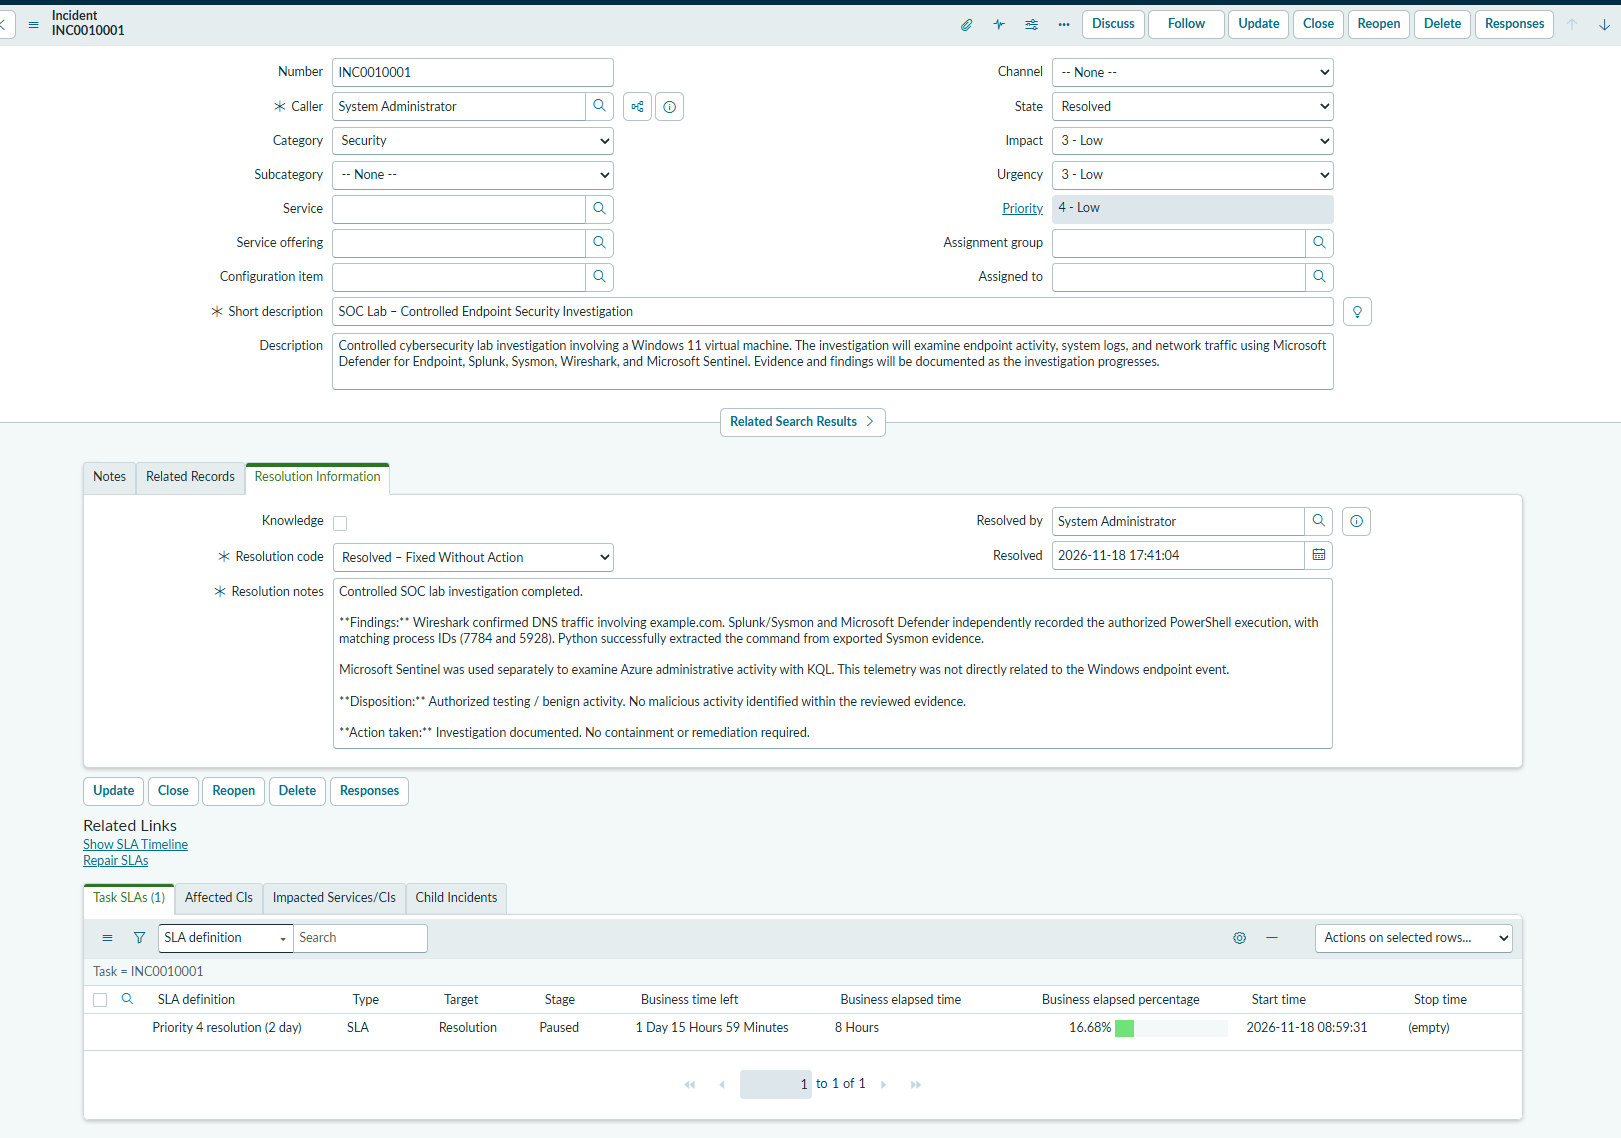 Incident
INC0010001
Discuss
Follow
Update
Close
Reopen
Delete
Responses
Number
INC0010001
Channel
-- None --
Caller
System Administrator
State
Resolved
Category
Security
Impact
3 - Low
Subcategory
-- None --
Urgency
3 - Low
Service
Priority
4 - Low
Service offering
Assignment group
Configuration item
Assigned to
Short description
SOC Lab – Controlled Endpoint Security Investigation
Description
Controlled cybersecurity lab investigation involving a Windows 11 virtual machine. The investigation will examine endpoint activity, system logs, and network traffic using Microsoft
Defender for Endpoint, Splunk, Sysmon, Wireshark, and Microsoft Sentinel. Evidence and findings will be documented as the investigation progresses.
Related Search Results
Notes
Related Records
Resolution Information
Knowledge
Resolved by
System Administrator
Resolution code
Resolved – Fixed Without Action
Resolved
2026-11-18 17:41:04
Resolution notes
Controlled SOC lab investigation completed.
**Findings:** Wireshark confirmed DNS traffic involving example.com. Splunk/Sysmon and Microsoft Defender independently recorded the authorized PowerShell execution, with
matching process IDs (7784 and 5928). Python successfully extracted the command from exported Sysmon evidence.
Microsoft Sentinel was used separately to examine Azure administrative activity with KQL. This telemetry was not directly related to the Windows endpoint event.
**Disposition:** Authorized testing / benign activity. No malicious activity identified within the reviewed evidence.
**Action taken:** Investigation documented. No containment or remediation required.
Update
Close
Reopen
Delete
Responses
Related Links
Show SLA Timeline
Repair SLAs
Task SLAs (1)
Affected CIs
Impacted Services/CIs
Child Incidents
SLA definition
Search
Actions on selected rows...
Task = INC0010001
SLA definition Type Target Stage Business time left Business elapsed time Business elapsed percentage Start time Stop time
Priority 4 resolution (2 day) SLA Resolution Paused 1 Day 15 Hours 59 Minutes 8 Hours 16.68% 2026-11-18 08:59:31 (empty)
1 to 1 of 1